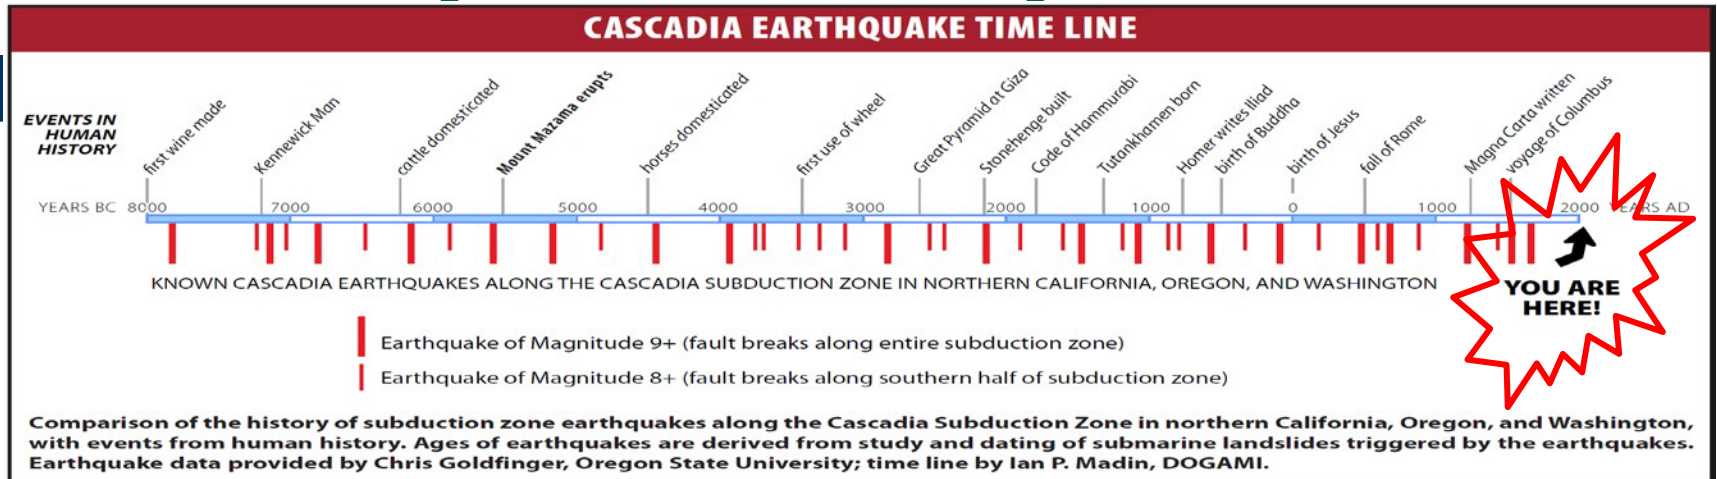 CASCADIA EARTHQUAKE TIME LINE
EVENTS IN
HUMAN
HISTORY
first wine made
Kennewick Man
cattle domesticated
Mount Mazama erupts
horses domesticated
first use of wheel
Great Pyramid at Giza
Stonehenge built
Code of Hammurabi
Tutankhamen born
Homer writes Iliad
birth of Buddha
birth of Jesus
fall of Rome
Magna Carta written
voyage of Columbus
YEARS BC 8000 7000 6000 5000 4000 3000 2000 1000 0 1000 2000 YEARS AD
KNOWN CASCADIA EARTHQUAKES ALONG THE CASCADIA SUBDUCTION ZONE IN NORTHERN CALIFORNIA, OREGON, AND WASHINGTON
YOU ARE
HERE!
Earthquake of Magnitude 9+ (fault breaks along entire subduction zone)
Earthquake of Magnitude 8+ (fault breaks along southern half of subduction zone)
Comparison of the history of subduction zone earthquakes along the Cascadia Subduction Zone in northern California, Oregon, and Washington,
with events from human history. Ages of earthquakes are derived from study and dating of submarine landslides triggered by the earthquakes.
Earthquake data provided by Chris Goldfinger, Oregon State University; time line by Ian P. Madin, DOGAMI.